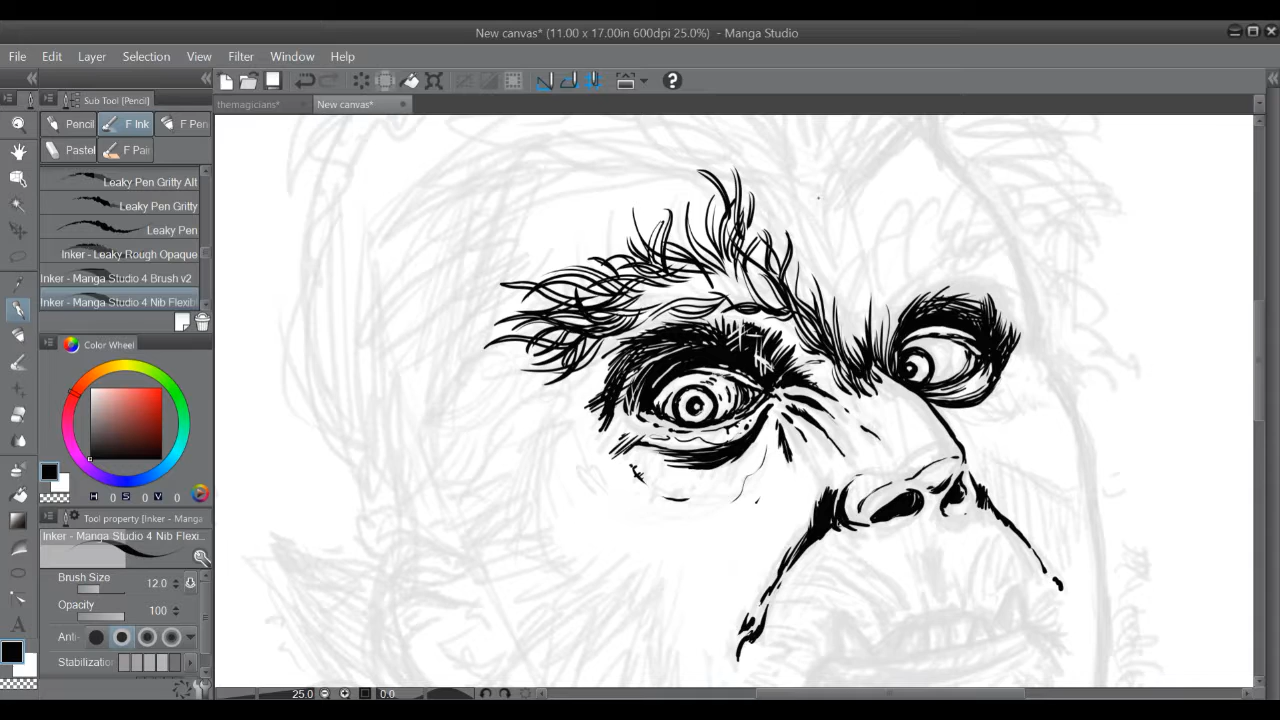 New canvas* (11.00 x 17.00in 600dpi 25.0%) - Manga Studio
File Edit Layer Selection View Filter Window Help
Sub Tool [Pencil] themagicians* New canvas*
Pencil F Ink F Pen
Pastel F Pair
Leaky Pen Gritty Alt
Leaky Pen Gritty
Leaky Pen
Inker - Leaky Rough Opaque
Inker - Manga Studio 4 Brush v2
Inker - Manga Studio 4 Nib Flexib
Color Wheel
H 0 S 0 V 0
Tool property [Inker - Manga
Inker - Manga Studio 4 Nib Flexi
Brush Size 12.0
Opacity 100
Anti-
Stabilization
25.0 0.0